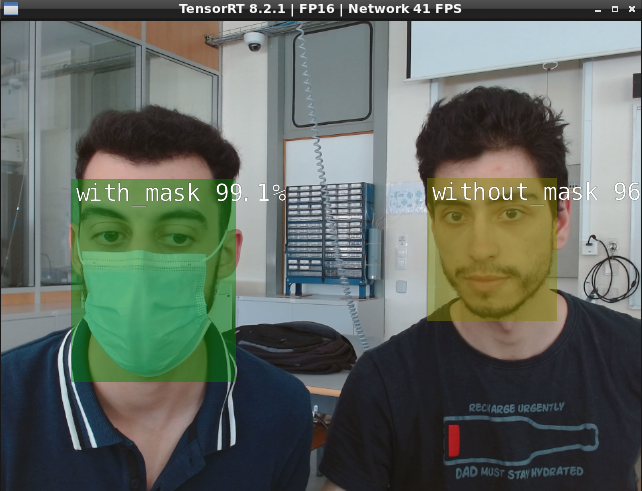 TensorRT 8.2.1 | FP16 | Network 41 FPS
with_mask 99.1%
without_mask 96
RECHARGE URGENTLY
DAD MUST STAY HYDRATED